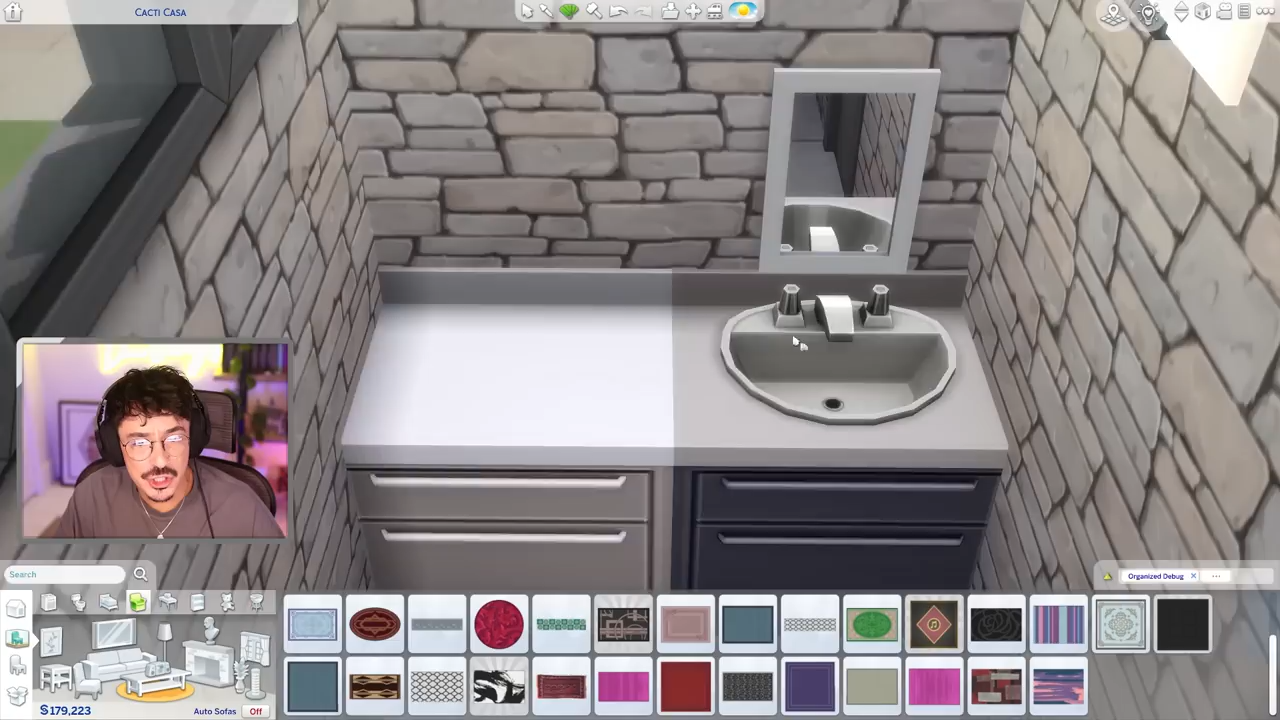 Cacti Casa
Search
Organized Debug
§179,223
Auto Sofas
Off